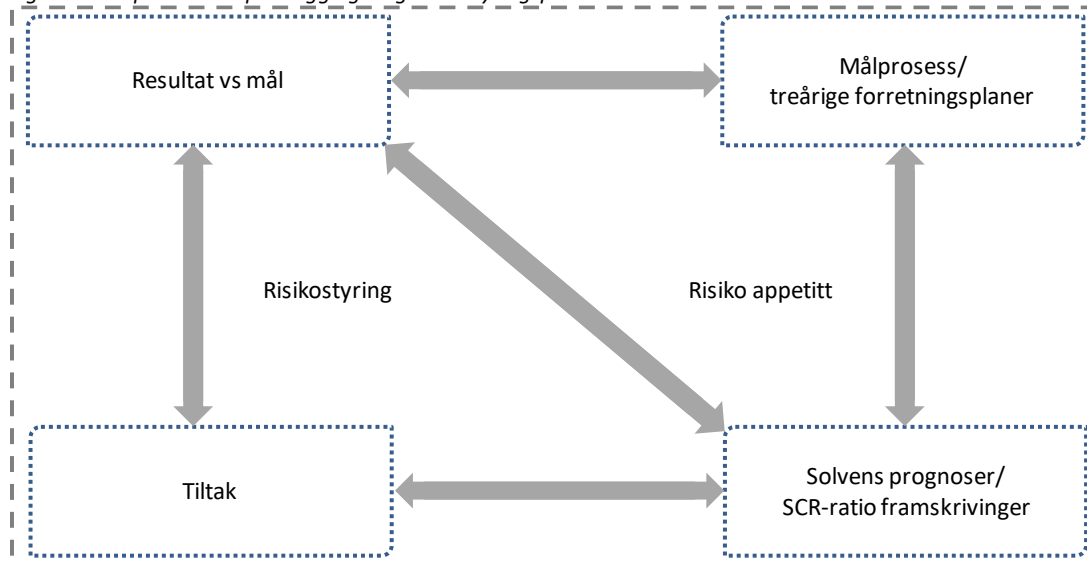 Resultat vs mål
Målprosess/
treårige forretningsplaner
Risikostyring
Risiko appetitt
Tiltak
Solvens prognoser/
SCR-ratio framskrivinger